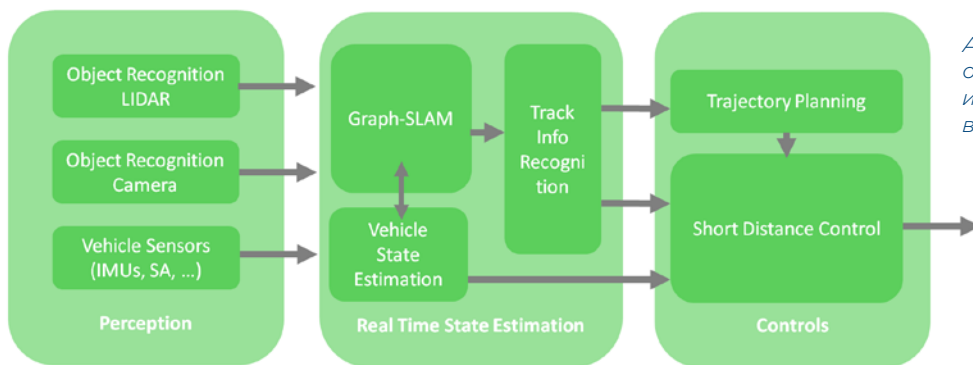 Object Recognition
LIDAR
Object Recognition
Camera
Vehicle Sensors
(IMUs, SA, ...)
Perception
Graph-SLAM
Vehicle
State
Estimation
Track
Info
Recogni
tion
Real Time State Estimation
Trajectory Planning
Short Distance Control
Controls